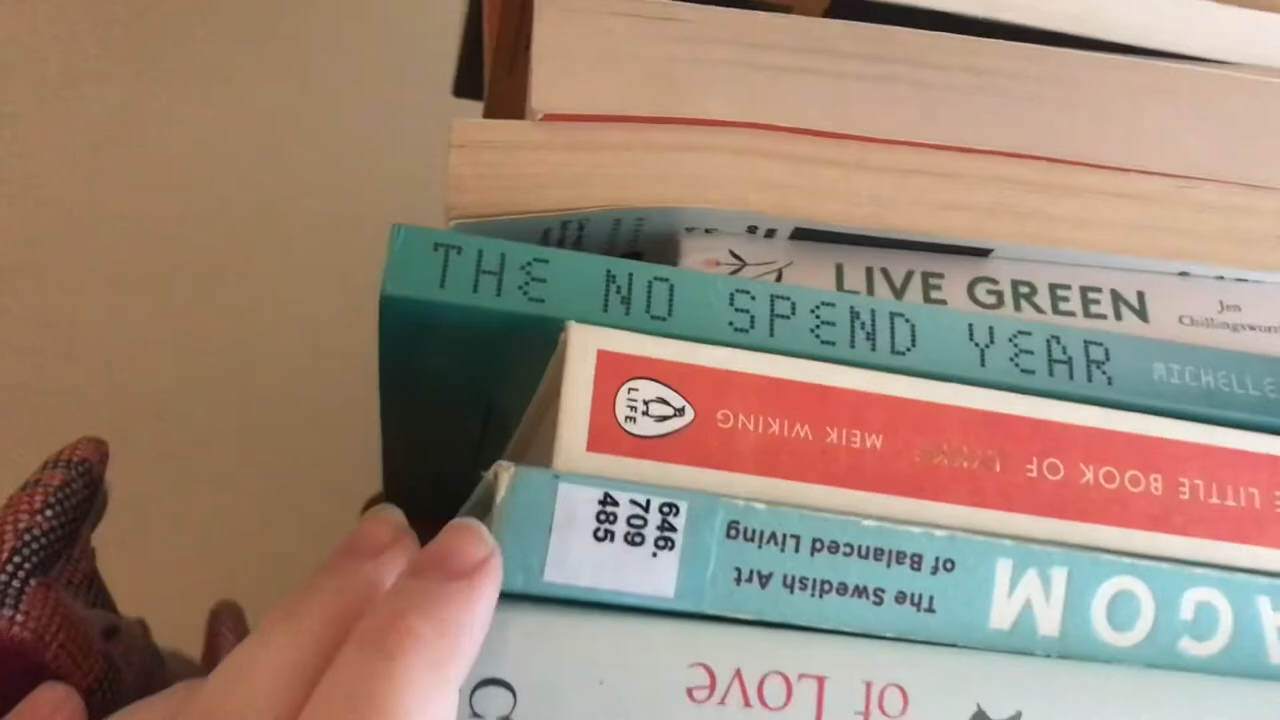 LIVE GREEN
Jen
THE NO SPEND YEAR MICHELLE
LIFE
MEIK WIKING
LITTLE BOOK OF
646.
709
485
The Swedish Art
of Balanced Living
AGOM
of Love